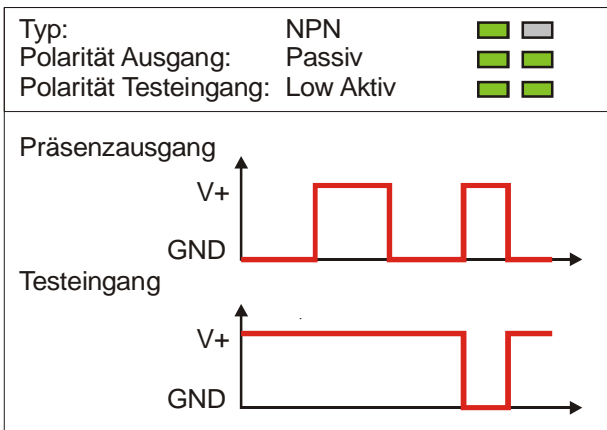 Typ: NPN
Polarität Ausgang: Passiv
Polarität Testeingang: Low Aktiv
Präsenzausgang
V+
GND
Testeingang
V+
GND